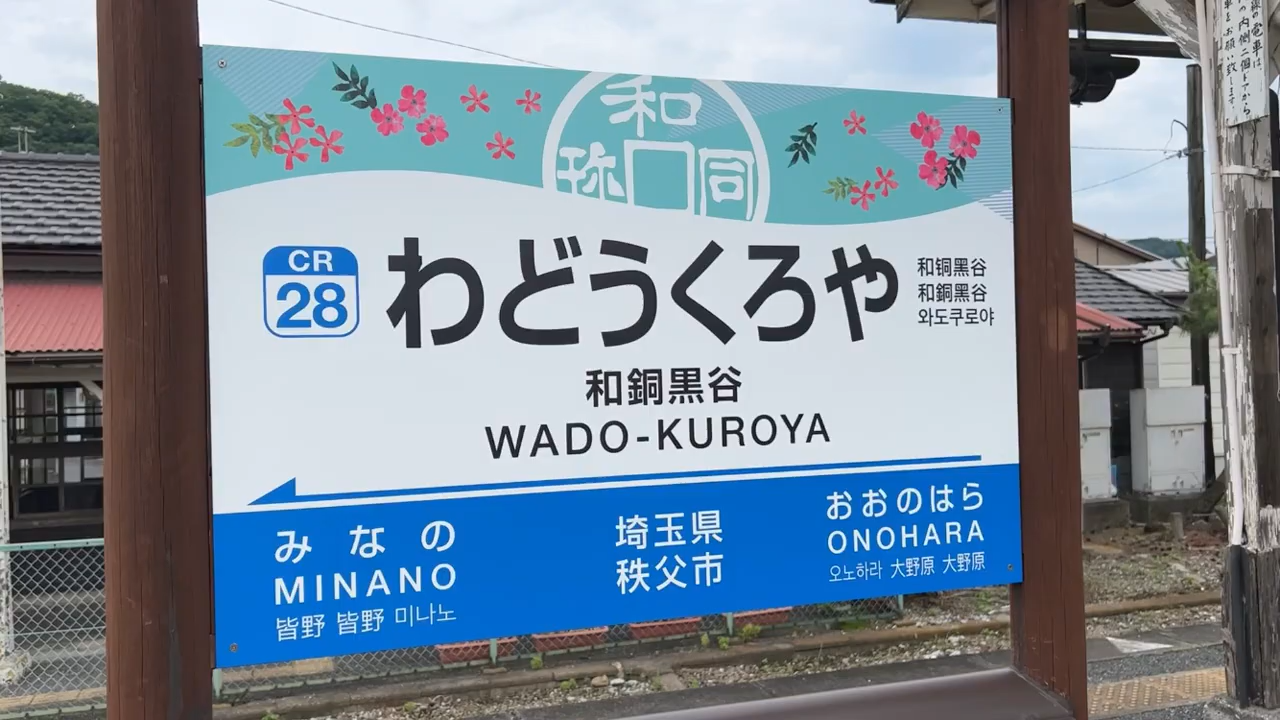 和
祢 同
CR
28
わどうくろや
和铜黑谷
和銅黑谷
와도쿠로야
和銅黒谷
WADO-KUROYA
みなの
MINANO
皆野 皆野 미나노
埼玉県
秩父市
おおのはら
ONOHARA
오노하라 大野原 大野原